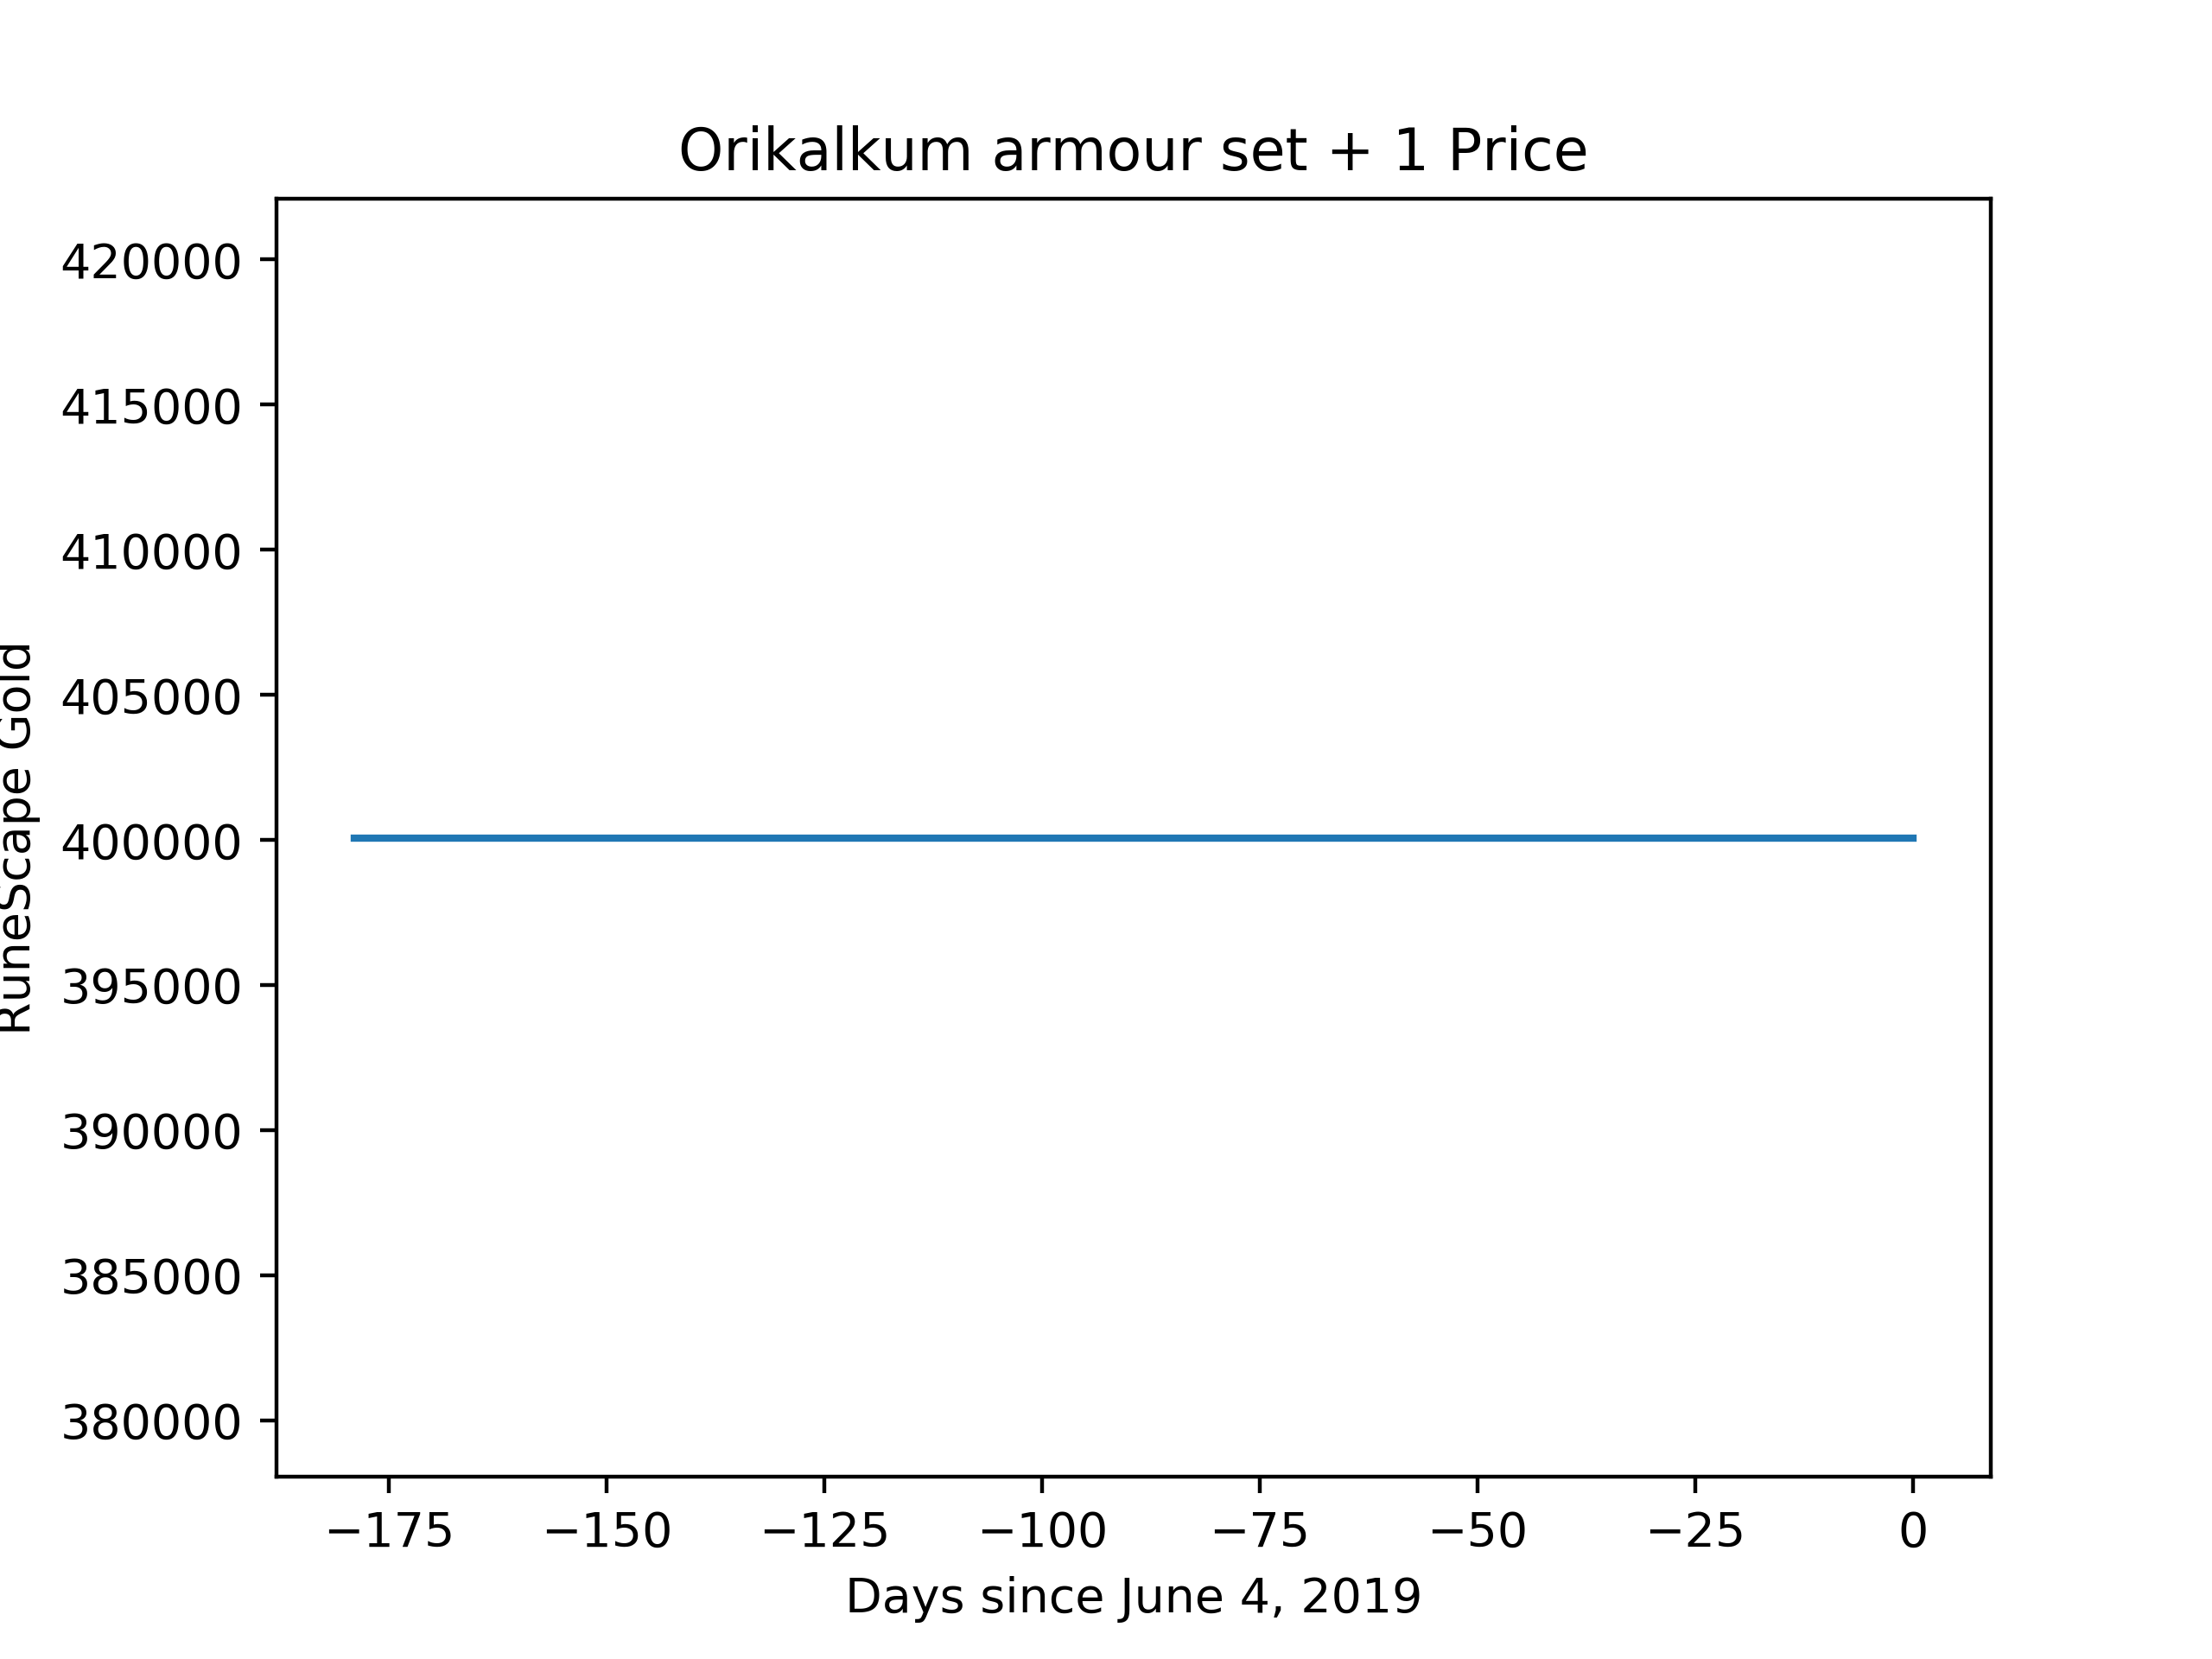 Orikalkum armour set + 1 Price
420000
415000
410000
405000
400000
395000
390000
385000
380000
RuneScape Gold
−175 −150 −125 −100 −75 −50 −25 0
Days since June 4, 2019